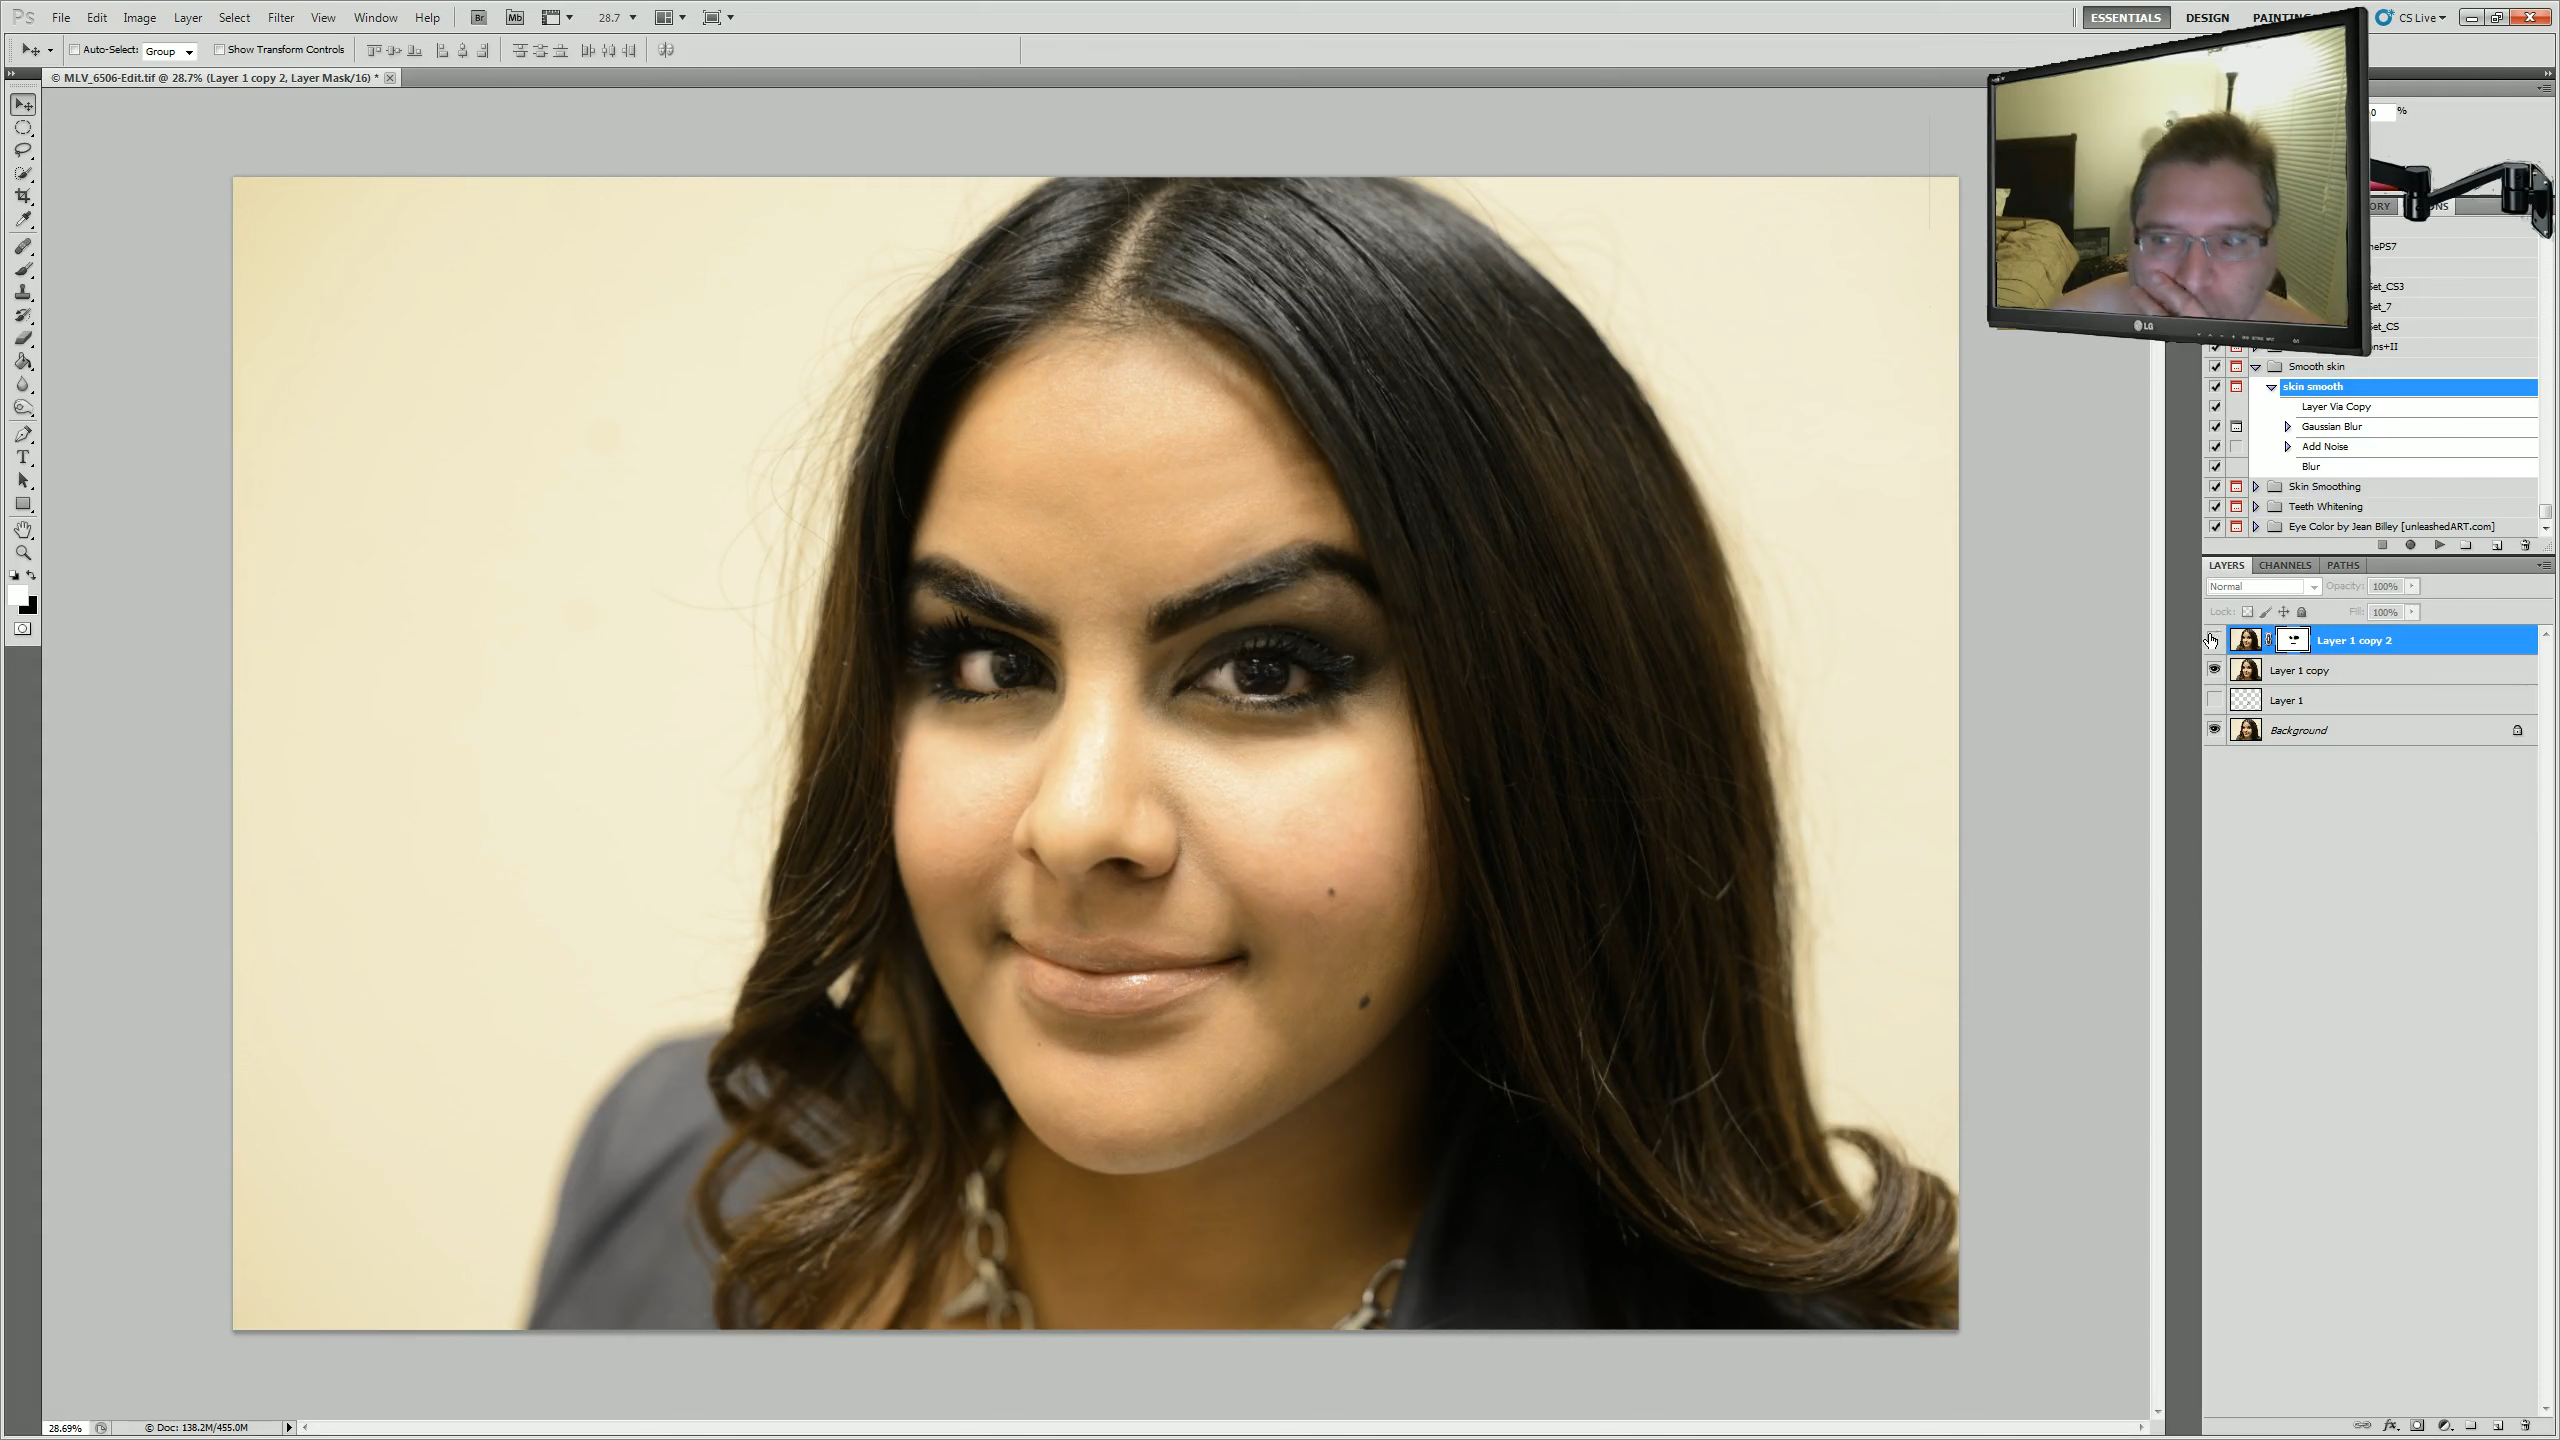 Ps File Edit Image Layer Select Filter View Window Help Br Mb 28.7 ESSENTIALS DESIGN PAINTING CS Live
Auto-Select: Group Show Transform Controls
© MLV_6506-Edit.tif @ 28.7% (Layer 1 copy 2, Layer Mask/16) *
%
LG
Smooth skin
skin smooth
Layer Via Copy
Gaussian Blur
Add Noise
Blur
Skin Smoothing
Teeth Whitening
Eye Color by Jean Billey [unleashedART.com]
LAYERS CHANNELS PATHS
Normal Opacity: 100%
Lock: Fill: 100%
Layer 1 copy 2
Layer 1 copy
Layer 1
Background
28.69% © Doc: 138.2M/455.0M